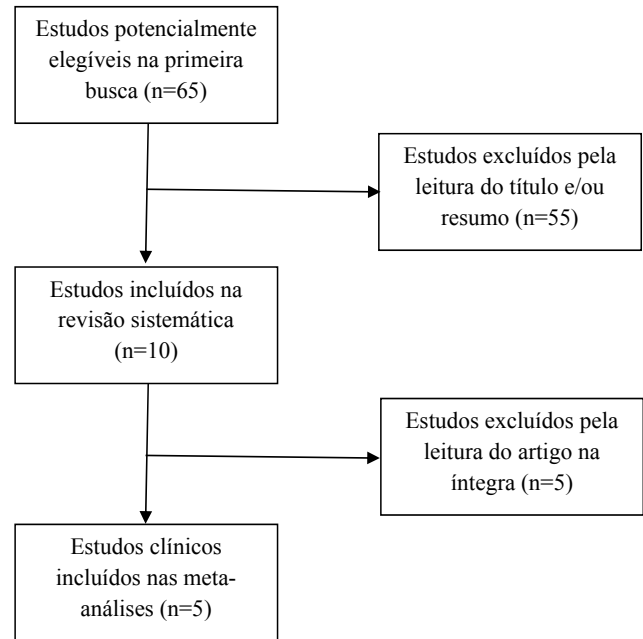 Estudos potencialmente
elegíveis na primeira
busca (n=65)
Estudos excluídos pela
leitura do título e/ou
resumo (n=55)
Estudos incluídos na
revisão sistemática
(n=10)
Estudos excluídos pela
leitura do artigo na
íntegra (n=5)
Estudos clínicos
incluídos nas meta-
análises (n=5)